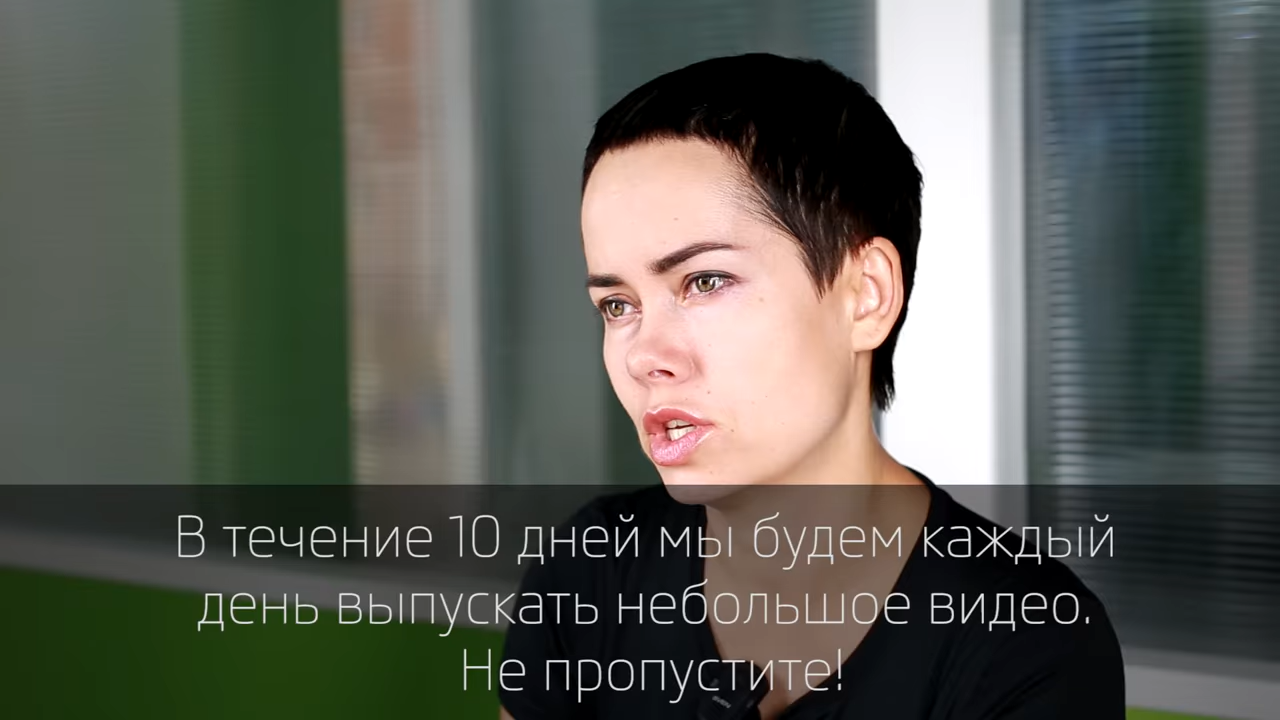 В течение 10 дней мы будем каждый
день выпускать небольшое видео.
Не пропустите!